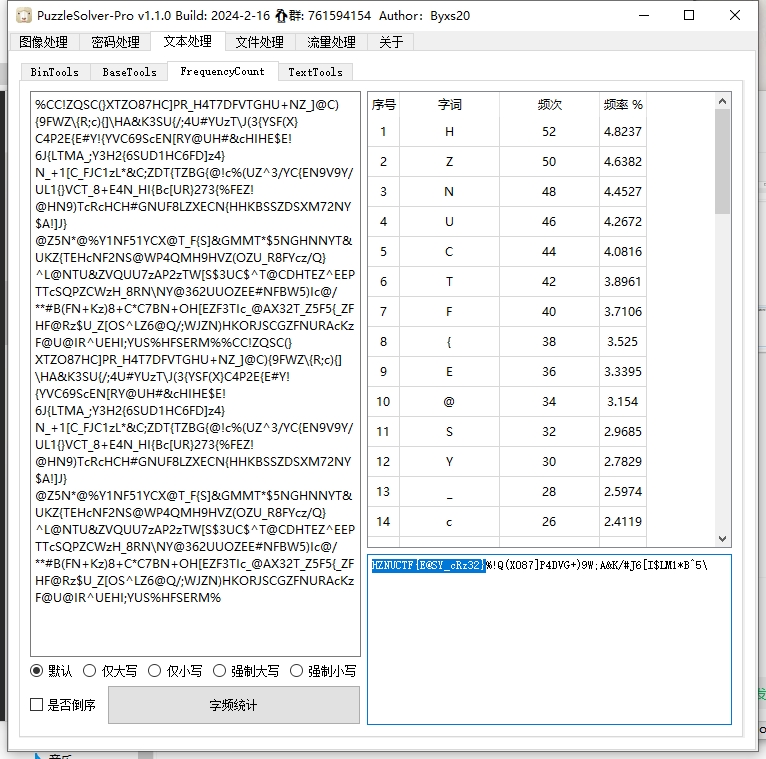 PuzzleSolver-Pro v1.1.0 Build: 2024-2-16 群: 761594154 Author: Byxs20
图像处理 密码处理 文本处理 文件处理 流量处理 关于
BinTools BaseTools FrequencyCount TextTools
%CC!ZQSC(}XTZO87HC]PR_H4T7DFVTGHU+NZ_]@C)
{9FWZ\{R;c){]\HA&K3SU{/;4U#YUzT\J(3{YSF(X}
C4P2E{E#Y!{YVC69ScEN[RY@UH#&cHIHE$E!
6J{LTMA_;Y3H2{6SUD1HC6FD]z4}
N_+1[C_FJC1zL*&C;ZDT{TZBG{@!c%(UZ^3/YC{EN9V9Y/
UL1{}VCT_8+E4N_HI{Bc[UR}273{%FEZ!
@HN9)TcRcHCH#GNUF8LZXECN{HHKBSSZDSXM72NY
$A!]J}
@Z5N*@%Y1NF51YCX@T_F{S]&GMMT*$5NGHNNYT&
UKZ{TEHcNF2NS@WP4QMH9HVZ(OZU_R8FYcz/Q}
^L@NTU&ZVQUU7zAP2zTW[S$3UC$^T@CDHTEZ^EEP
TTcSQPZCWzH_8RN\NY@362UUOZEE#NFBW5)Ic@/
**#B(FN+Kz)8+C*C7BN+OH[EZF3TIc_@AX32T_Z5F5{_ZF
HF@Rz$U_Z[OS^LZ6@Q/;WJZN)HKORJSCGZFNURAcKz
F@U@IR^UEHI;YUS%HFSERM%%CC!ZQSC(}
XTZO87HC]PR_H4T7DFVTGHU+NZ_]@C){9FWZ\{R;c){]
\HA&K3SU{/;4U#YUzT\J(3{YSF(X}C4P2E{E#Y!
{YVC69ScEN[RY@UH#&cHIHE$E!
6J{LTMA_;Y3H2{6SUD1HC6FD]z4}
N_+1[C_FJC1zL*&C;ZDT{TZBG{@!c%(UZ^3/YC{EN9V9Y/
UL1{}VCT_8+E4N_HI{Bc[UR}273{%FEZ!
@HN9)TcRcHCH#GNUF8LZXECN{HHKBSSZDSXM72NY
$A!]J}
@Z5N*@%Y1NF51YCX@T_F{S]&GMMT*$5NGHNNYT&
UKZ{TEHcNF2NS@WP4QMH9HVZ(OZU_R8FYcz/Q}
^L@NTU&ZVQUU7zAP2zTW[S$3UC$^T@CDHTEZ^EEP
TTcSQPZCWzH_8RN\NY@362UUOZEE#NFBW5)Ic@/
**#B(FN+Kz)8+C*C7BN+OH[EZF3TIc_@AX32T_Z5F5{_ZF
HF@Rz$U_Z[OS^LZ6@Q/;WJZN)HKORJSCGZFNURAcKz
F@U@IR^UEHI;YUS%HFSERM%
序号 字词 频次 频率 %
1 H 52 4.8237
2 Z 50 4.6382
3 N 48 4.4527
4 U 46 4.2672
5 C 44 4.0816
6 T 42 3.8961
7 F 40 3.7106
8 { 38 3.525
9 E 36 3.3395
10 @ 34 3.154
11 S 32 2.9685
12 Y 30 2.7829
13 _ 28 2.5974
14 c 26 2.4119
HZNUCTF{E@SY_cRz32}%!Q(XO87]P4DVG+)9W;A&K/#J6[I$LM1*B^5\
默认 仅大写 仅小写 强制大写 强制小写
是否倒序 字频统计